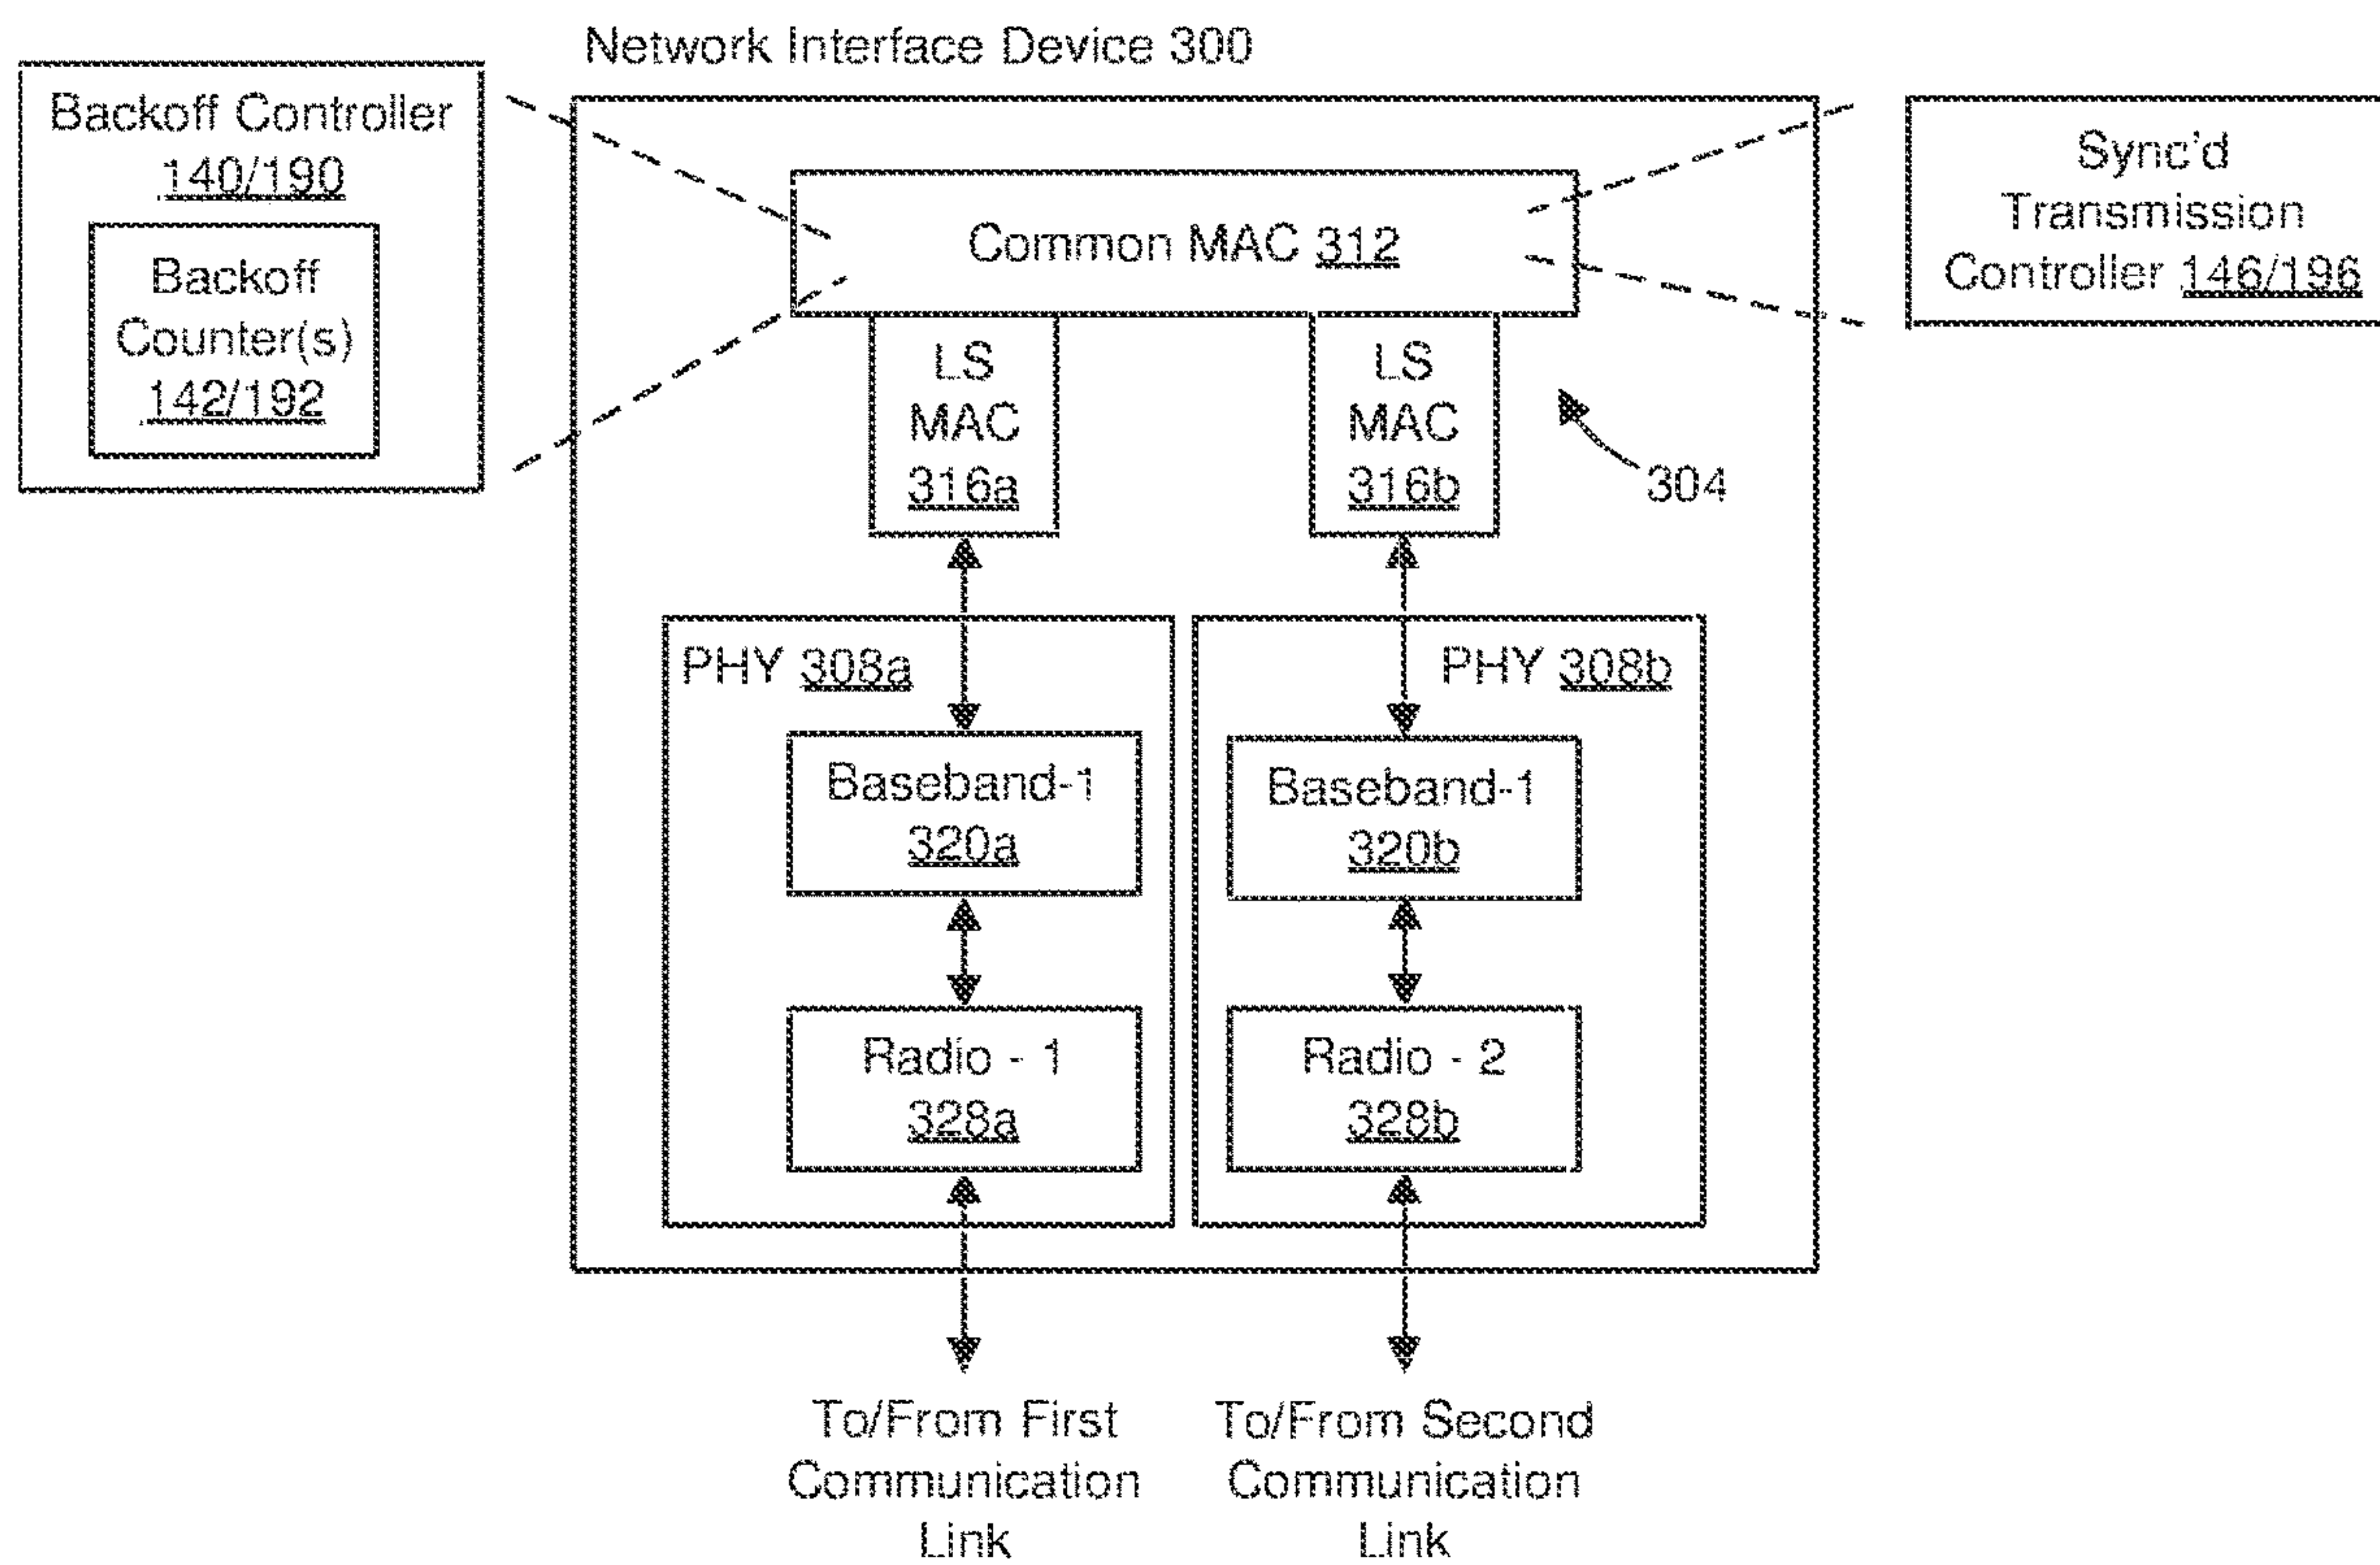 Network Interface Device 300
Backoff Controller
140/190
Backoff
Counter(s)
142/192
Sync'd
Transmission
Controller 146/196
Common MAC 312
LS
MAC
316a
LS
MAC
316b
304
PHY 308a
PHY 308b
Baseband-1
320a
Baseband-1
320b
Radio - 1
328a
Radio - 2
328b
To/From First
Communication
Link
To/From Second
Communication
Link